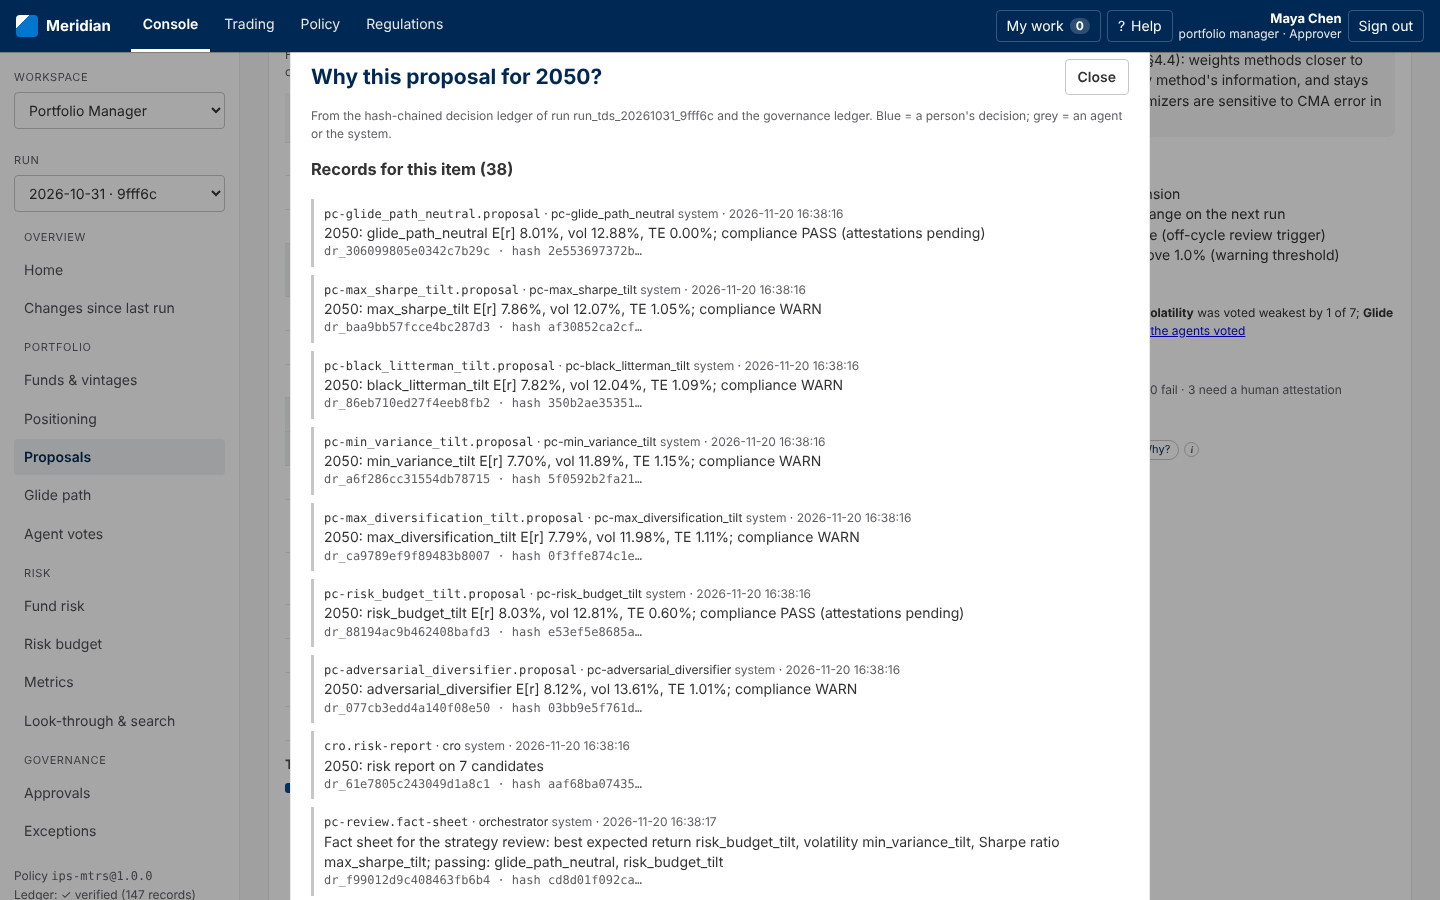 Meridian
Console
Trading
Policy
Regulations
My work 0
? Help
Maya Chen
portfolio manager · Approver
Sign out
WORKSPACE
Portfolio Manager
RUN
2026-10-31 · 9fff6c
OVERVIEW
Home
Changes since last run
PORTFOLIO
Funds & vintages
Positioning
Proposals
Glide path
Agent votes
RISK
Fund risk
Risk budget
Metrics
Look-through & search
GOVERNANCE
Approvals
Exceptions
Policy ips-mtrs@1.0.0
Ledger: ✓ verified (147 records)
Why this proposal for 2050?
Close
From the hash-chained decision ledger of run run_tds_20261031_9fff6c and the governance ledger. Blue = a person's decision; grey = an agent
or the system.
Records for this item (38)
pc-glide_path_neutral.proposal · pc-glide_path_neutral system · 2026-11-20 16:38:16
2050: glide_path_neutral E[r] 8.01%, vol 12.88%, TE 0.00%; compliance PASS (attestations pending)
dr_306099805e0342c7b29c · hash 2e553697372b…
pc-max_sharpe_tilt.proposal · pc-max_sharpe_tilt system · 2026-11-20 16:38:16
2050: max_sharpe_tilt E[r] 7.86%, vol 12.07%, TE 1.05%; compliance WARN
dr_baa9bb57fcce4bc287d3 · hash af30852ca2cf…
pc-black_litterman_tilt.proposal · pc-black_litterman_tilt system · 2026-11-20 16:38:16
2050: black_litterman_tilt E[r] 7.82%, vol 12.04%, TE 1.09%; compliance WARN
dr_86eb710ed27f4eeb8fb2 · hash 350b2ae35351…
pc-min_variance_tilt.proposal · pc-min_variance_tilt system · 2026-11-20 16:38:16
2050: min_variance_tilt E[r] 7.70%, vol 11.89%, TE 1.15%; compliance WARN
dr_a6f286cc31554db78715 · hash 5f0592b2fa21…
pc-max_diversification_tilt.proposal · pc-max_diversification_tilt system · 2026-11-20 16:38:16
2050: max_diversification_tilt E[r] 7.79%, vol 11.98%, TE 1.11%; compliance WARN
dr_ca9789ef9f89483b8007 · hash 0f3ffe874c1e…
pc-risk_budget_tilt.proposal · pc-risk_budget_tilt system · 2026-11-20 16:38:16
2050: risk_budget_tilt E[r] 8.03%, vol 12.81%, TE 0.60%; compliance PASS (attestations pending)
dr_88194ac9b462408bafd3 · hash e53ef5e8685a…
pc-adversarial_diversifier.proposal · pc-adversarial_diversifier system · 2026-11-20 16:38:16
2050: adversarial_diversifier E[r] 8.12%, vol 13.61%, TE 1.01%; compliance WARN
dr_077cb3edd4a140f08e50 · hash 03bb9e5f761d…
cro.risk-report · cro system · 2026-11-20 16:38:16
2050: risk report on 7 candidates
dr_61e7805c243049d1a8c1 · hash aaf68ba07435…
pc-review.fact-sheet · orchestrator system · 2026-11-20 16:38:17
Fact sheet for the strategy review: best expected return risk_budget_tilt, volatility min_variance_tilt, Sharpe ratio
max_sharpe_tilt; passing: glide_path_neutral, risk_budget_tilt
dr_f99012d9c408463fb6b4 · hash cd8d01f092ca…
§4.4): weights methods closer to
method's information, and stays
mizers are sensitive to CMA error in
nsion
ange on the next run
e (off-cycle review trigger)
ove 1.0% (warning threshold)
olatility was voted weakest by 1 of 7; Glide
the agents voted
0 fail · 3 need a human attestation
Why? i